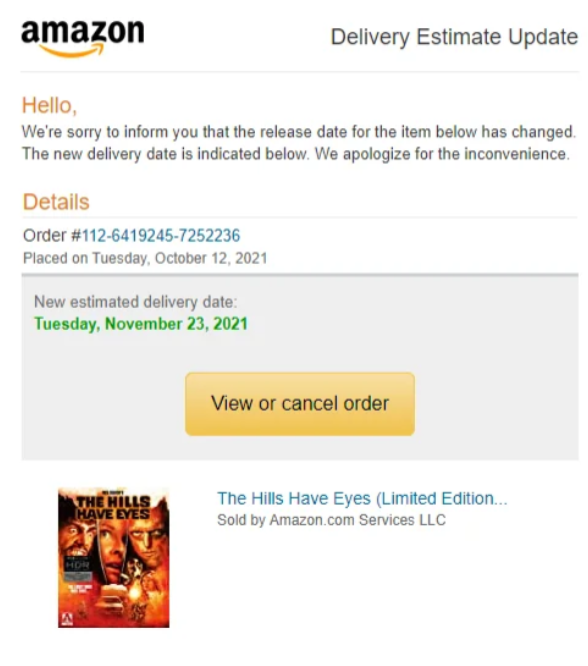 amazon
Delivery Estimate Update
Hello,
We're sorry to inform you that the release date for the item below has changed.
The new delivery date is indicated below. We apologize for the inconvenience.
Details
Order #112-6419245-7252236
Placed on Tuesday, October 12, 2021
New estimated delivery date:
Tuesday, November 23, 2021
View or cancel order
THE HILLS
HAVE EYES
HDR
The Hills Have Eyes (Limited Edition...
Sold by Amazon.com Services LLC